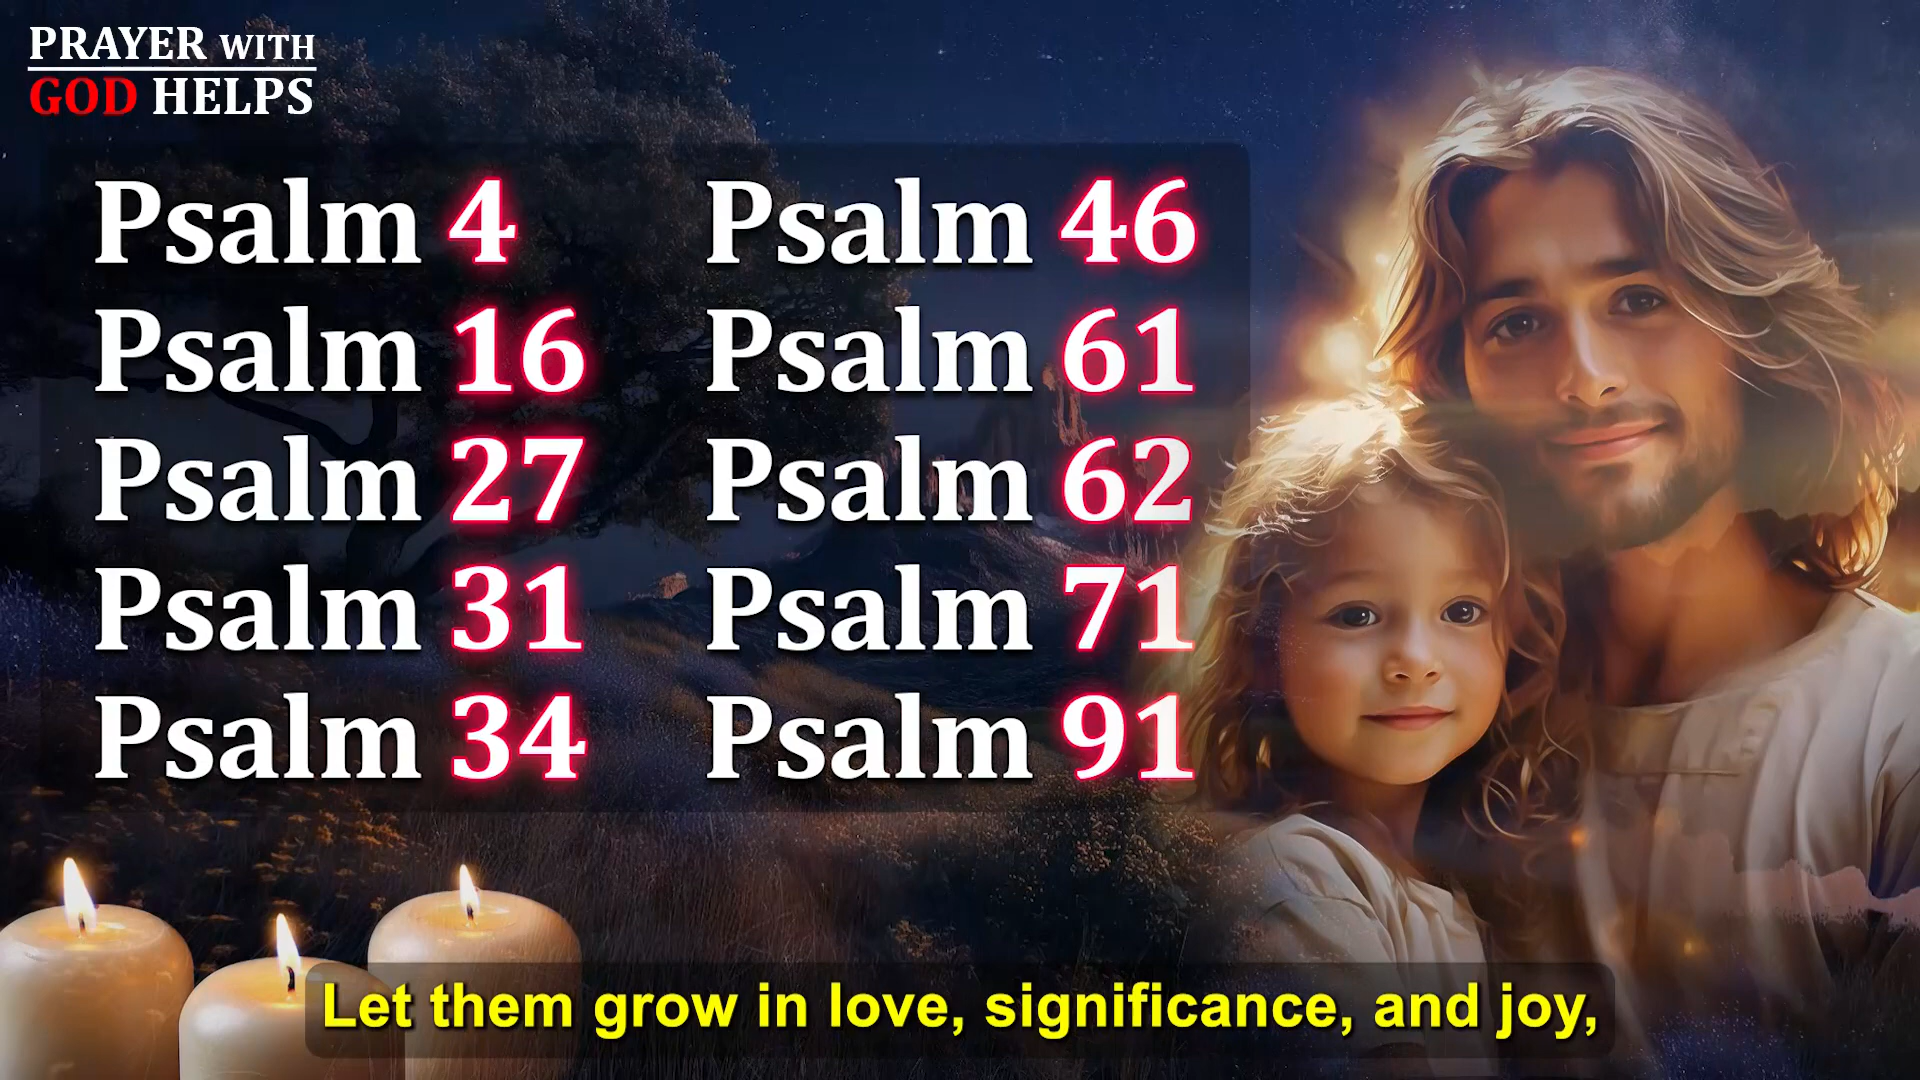 PRAYER WITH
GOD HELPS
Psalm 4
Psalm 16
Psalm 27
Psalm 31
Psalm 34
Psalm 46
Psalm 61
Psalm 62
Psalm 71
Psalm 91
Let them grow in love, significance, and joy,